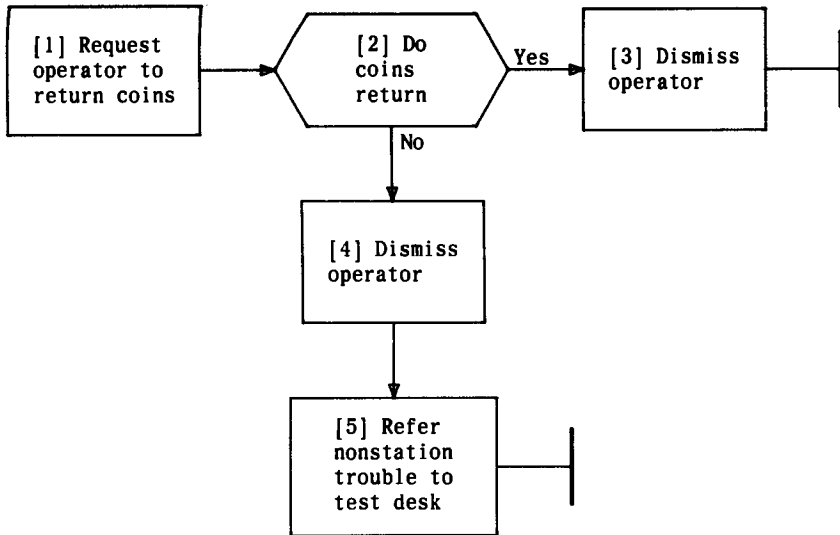 [1] Request
operator to
return coins
[2] Do
coins
return
Yes
[3] Dismiss
operator
No
[4] Dismiss
operator
[5] Refer
nonstation
trouble to
test desk